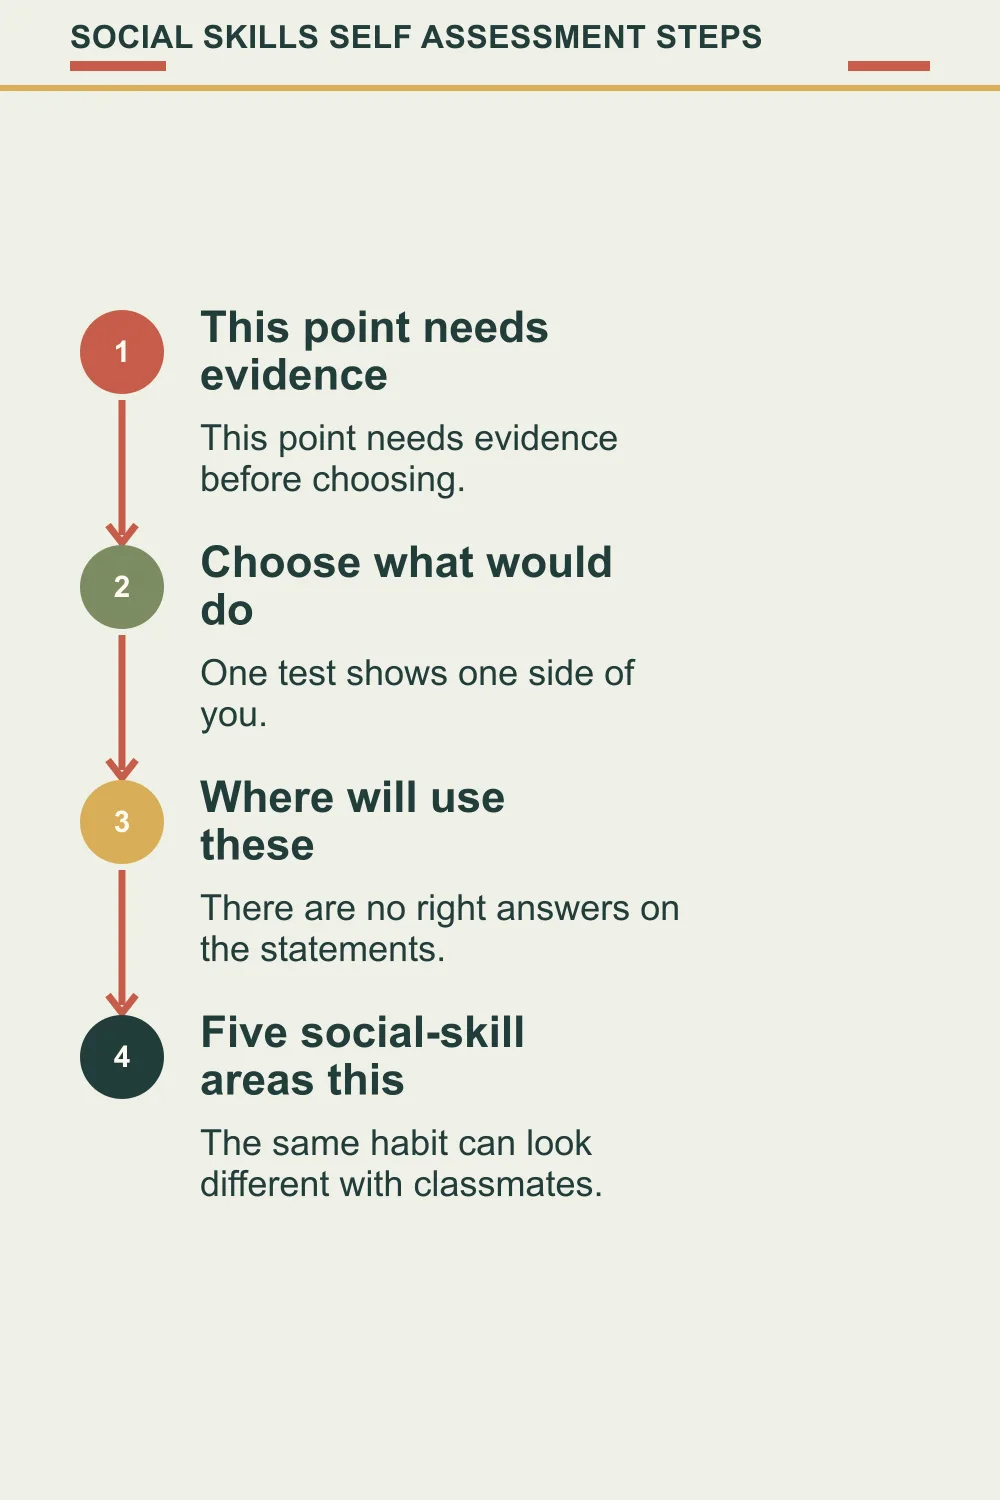 SOCIAL SKILLS SELF ASSESSMENT STEPS
1
This point needs
evidence
This point needs evidence
before choosing.
2
Choose what would
do
One test shows one side of
you.
3
Where will use
these
There are no right answers on
the statements.
4
Five social-skill
areas this
The same habit can look
different with classmates.